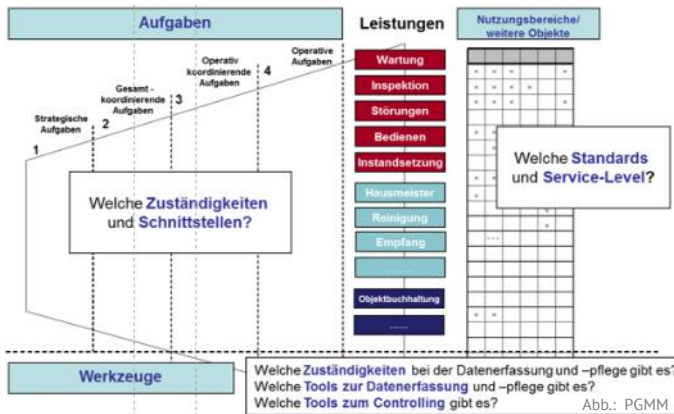 Aufgaben
Leistungen
Nutzungsbereiche/
weitere Objekte
Operative
Aufgaben
4
Operativ
koordinierende
Aufgaben
3
Gesamt -
koordinierende
Aufgaben
2
Strategische
Aufgaben
1
Wartung
Inspektion
Störungen
Bedienen
Instandsetzung
Hausmeister
Reinigung
Empfang
Objektbuchhaltung
Welche Zuständigkeiten
und Schnittstellen?
Welche Standards
und Service-Level?
Werkzeuge
Welche Zuständigkeiten bei der Datenerfassung und –pflege gibt es?
Welche Tools zur Datenerfassung und –pflege gibt es?
Welche Tools zum Controlling gibt es?
Abb.: PGMM